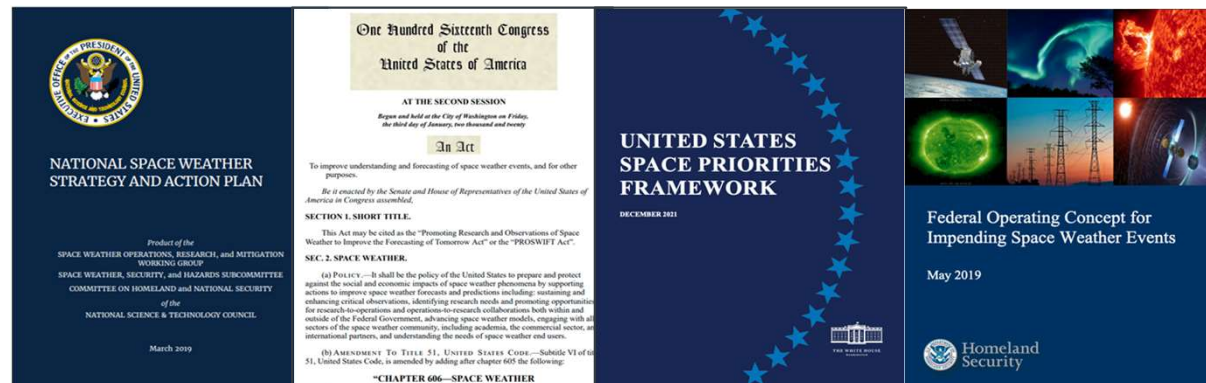 EXECUTIVE OFFICE OF THE PRESIDENT OF THE UNITED STATES
NATIONAL SPACE WEATHER
STRATEGY AND ACTION PLAN
Product of the
SPACE WEATHER OPERATIONS, RESEARCH, and MITIGATION
WORKING GROUP
SPACE WEATHER, SECURITY, and HAZARDS SUBCOMMITTEE
COMMITTEE ON HOMELAND and NATIONAL SECURITY
of the
NATIONAL SCIENCE & TECHNOLOGY COUNCIL
March 2019
One Hundred Sixteenth Congress
of the
United States of America
AT THE SECOND SESSION
Begun and held at the City of Washington on Friday,
the third day of January, two thousand and twenty
An Act
To improve understanding and forecasting of space weather events, and for other
purposes.
Be it enacted by the Senate and House of Representatives of the United States of
America in Congress assembled,
SECTION 1. SHORT TITLE.
This Act may be cited as the “Promoting Research and Observations of Space
Weather to Improve the Forecasting of Tomorrow Act” or the “PROSWIFT Act”.
SEC. 2. SPACE WEATHER.
(a) POLICY.—It shall be the policy of the United States to prepare and protect
against the social and economic impacts of space weather phenomena by supporting
actions to improve space weather forecasts and predictions including: sustaining and
enhancing critical observations, identifying research needs and promoting opportunities
for research-to-operations and operations-to-research collaborations both within and
outside of the Federal Government, advancing space weather models, engaging with all
sectors of the space weather community, including academia, the commercial sector, an
international partners, and understanding the needs of space weather end users.
(b) AMENDMENT TO TITLE 51, UNITED STATES CODE.—Subtitle VI of tit
51, United States Code, is amended by adding after chapter 605 the following:
“CHAPTER 606—SPACE WEATHER
UNITED STATES
SPACE PRIORITIES
FRAMEWORK
DECEMBER 2021
THE WHITE HOUSE
WASHINGTON
Federal Operating Concept for
Impending Space Weather Events
May 2019
Homeland
Security